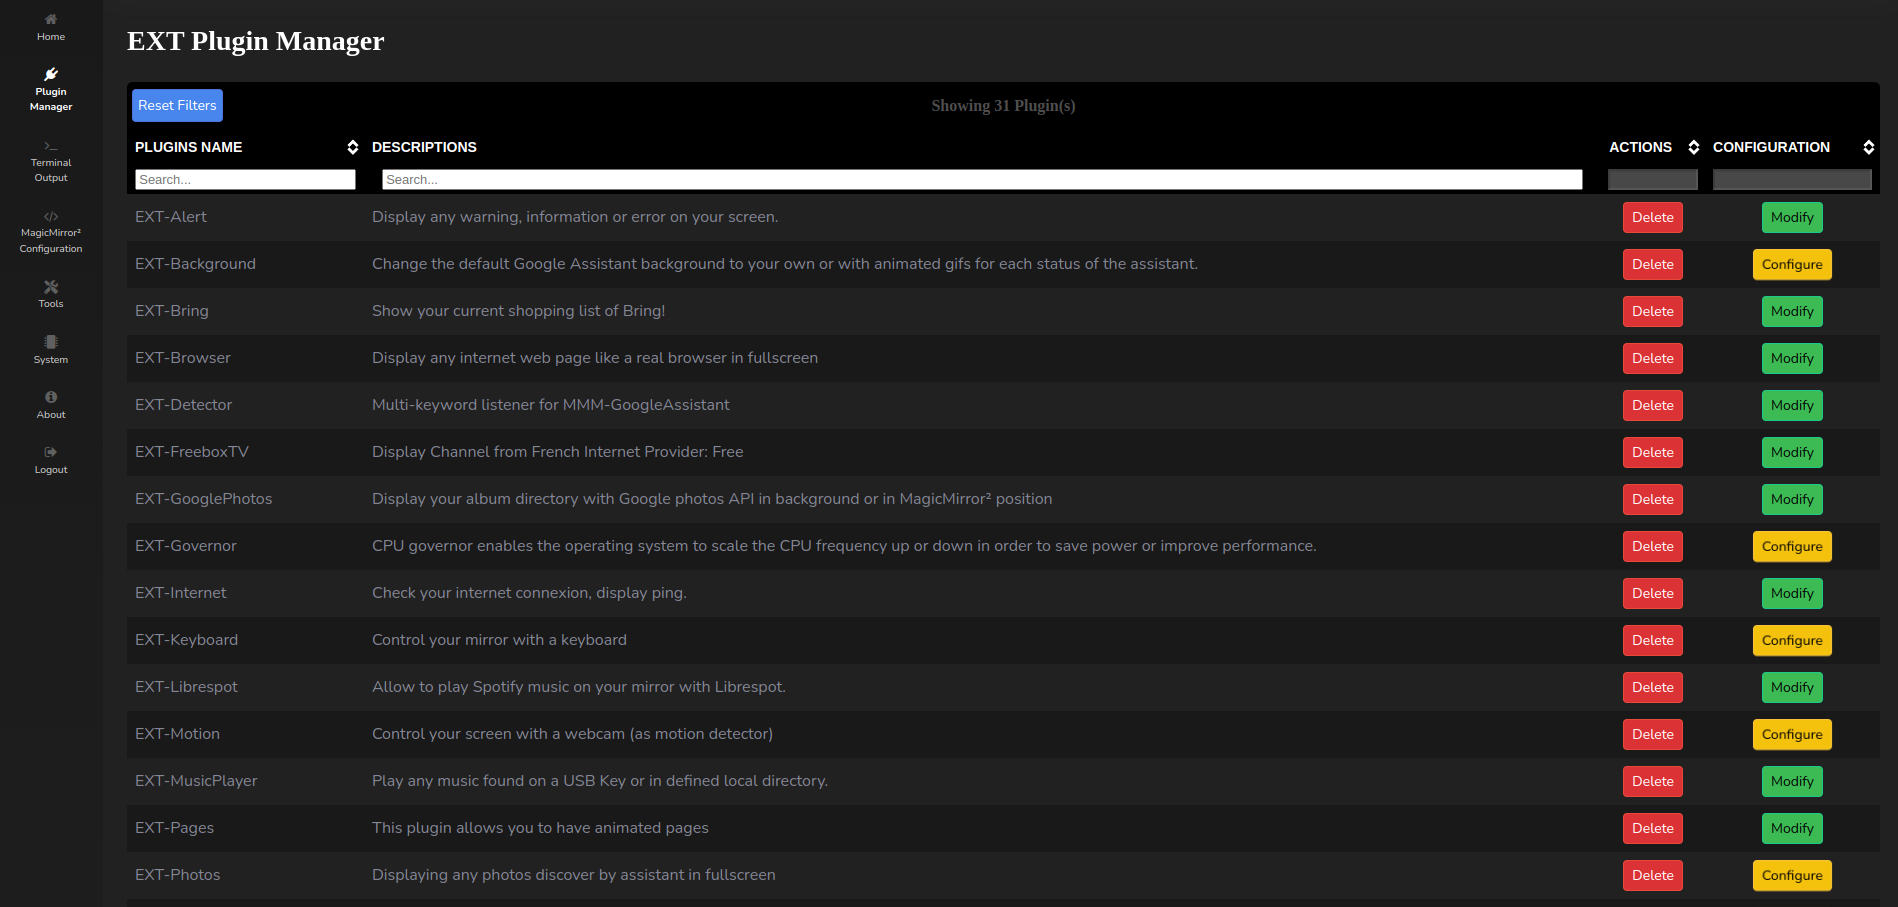 Home
Plugin
Manager
Terminal
Output
MagicMirror²
Configuration
Tools
System
About
Logout
EXT Plugin Manager
Reset Filters
Showing 31 Plugin(s)
PLUGINS NAME DESCRIPTIONS ACTIONS CONFIGURATION
Search... Search...
EXT-Alert Display any warning, information or error on your screen. Delete Modify
EXT-Background Change the default Google Assistant background to your own or with animated gifs for each status of the assistant. Delete Configure
EXT-Bring Show your current shopping list of Bring! Delete Modify
EXT-Browser Display any internet web page like a real browser in fullscreen Delete Modify
EXT-Detector Multi-keyword listener for MMM-GoogleAssistant Delete Modify
EXT-FreeboxTV Display Channel from French Internet Provider: Free Delete Modify
EXT-GooglePhotos Display your album directory with Google photos API in background or in MagicMirror² position Delete Modify
EXT-Governor CPU governor enables the operating system to scale the CPU frequency up or down in order to save power or improve performance. Delete Configure
EXT-Internet Check your internet connexion, display ping. Delete Modify
EXT-Keyboard Control your mirror with a keyboard Delete Configure
EXT-Librespot Allow to play Spotify music on your mirror with Librespot. Delete Modify
EXT-Motion Control your screen with a webcam (as motion detector) Delete Configure
EXT-MusicPlayer Play any music found on a USB Key or in defined local directory. Delete Modify
EXT-Pages This plugin allows you to have animated pages Delete Modify
EXT-Photos Displaying any photos discover by assistant in fullscreen Delete Configure